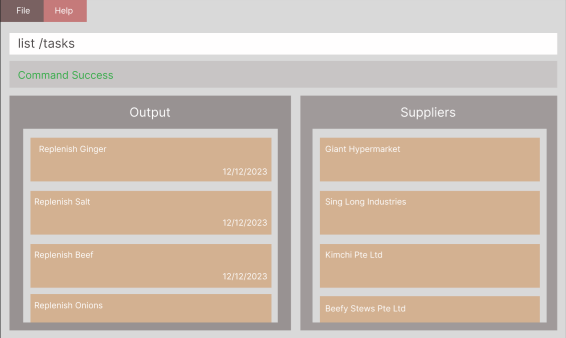 File Help
list /tasks
Command Success
Output
Replenish Ginger
12/12/2023
Replenish Salt
12/12/2023
Replenish Beef
12/12/2023
Replenish Onions
Suppliers
Giant Hypermarket
Sing Long Industries
Kimchi Pte Ltd
Beefy Stews Pte Ltd